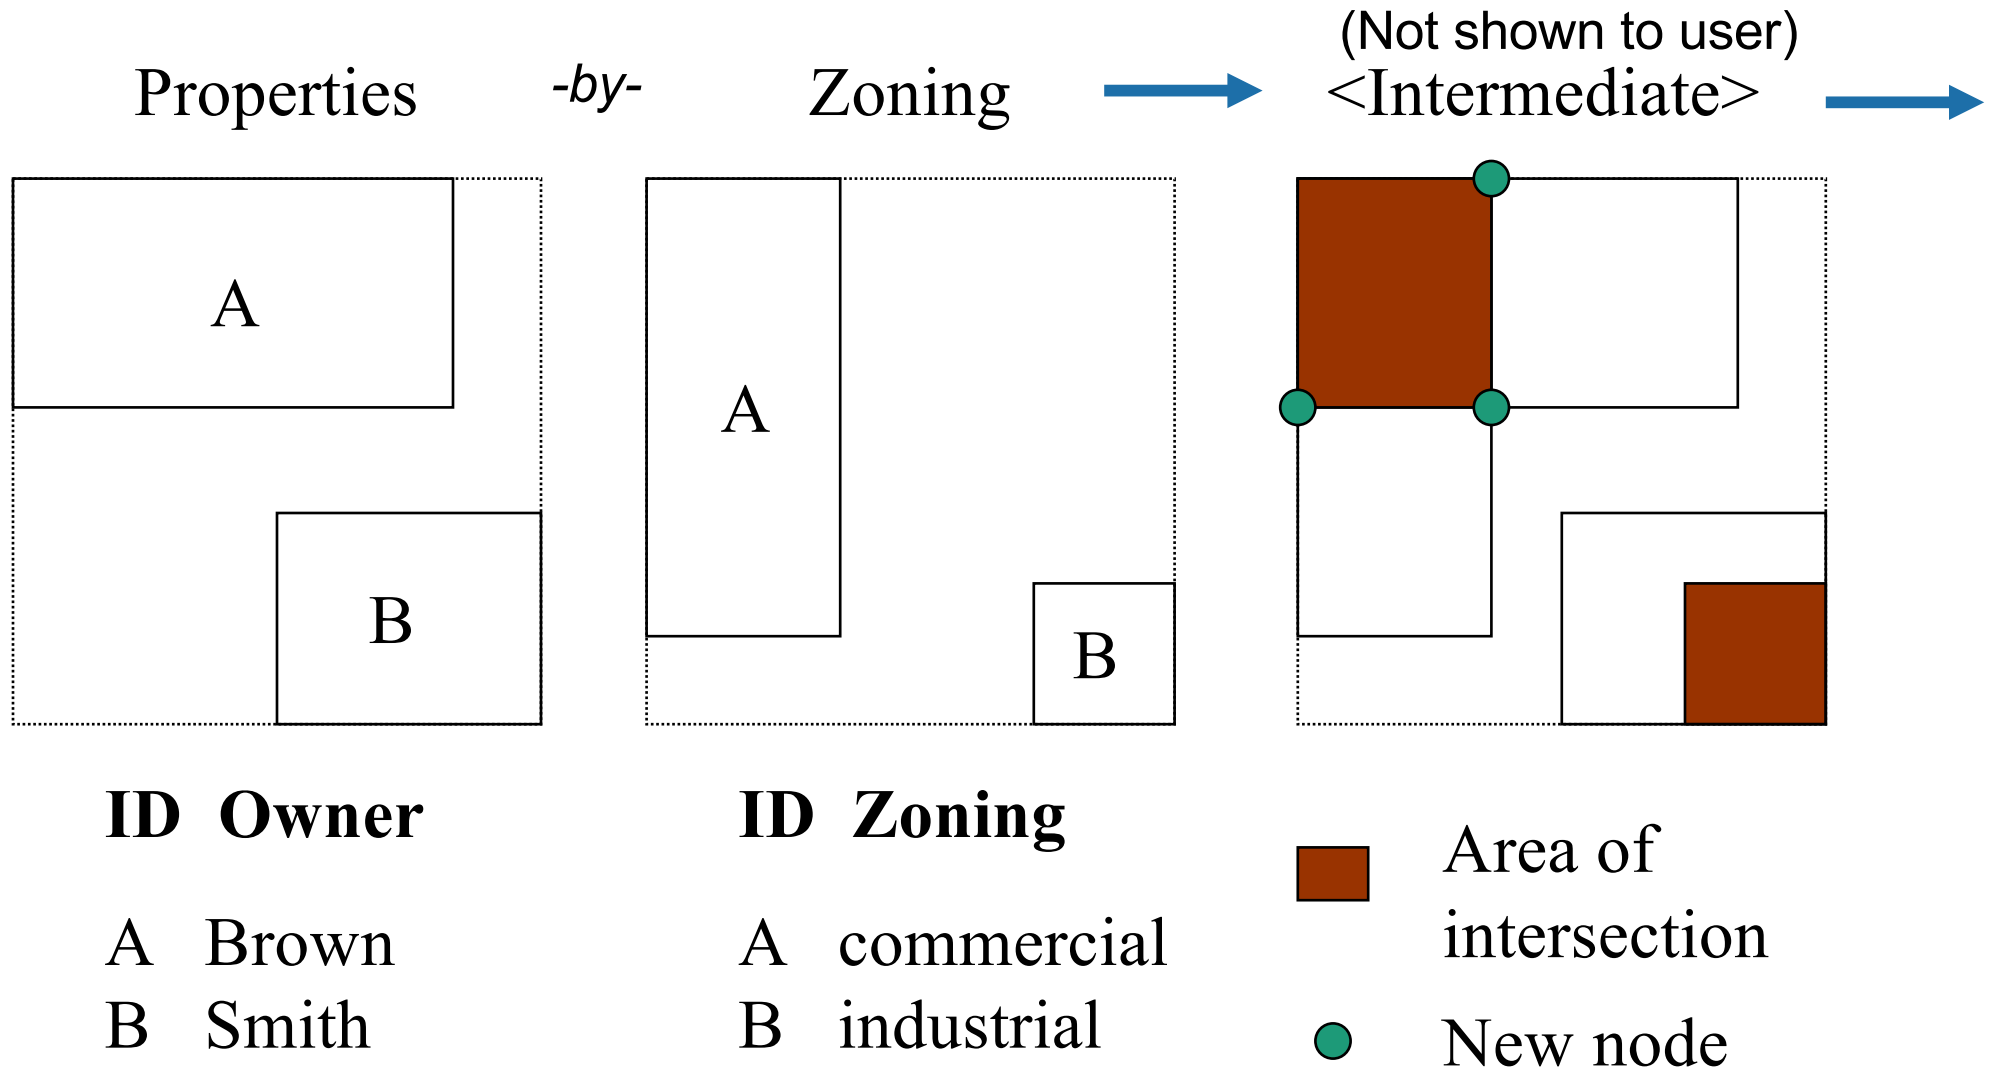 (Not shown to user)
Properties -by- Zoning <Intermediate>
A
B
A
B
ID Owner
A Brown
B Smith
ID Zoning
A commercial
B industrial
Area of
intersection
New node